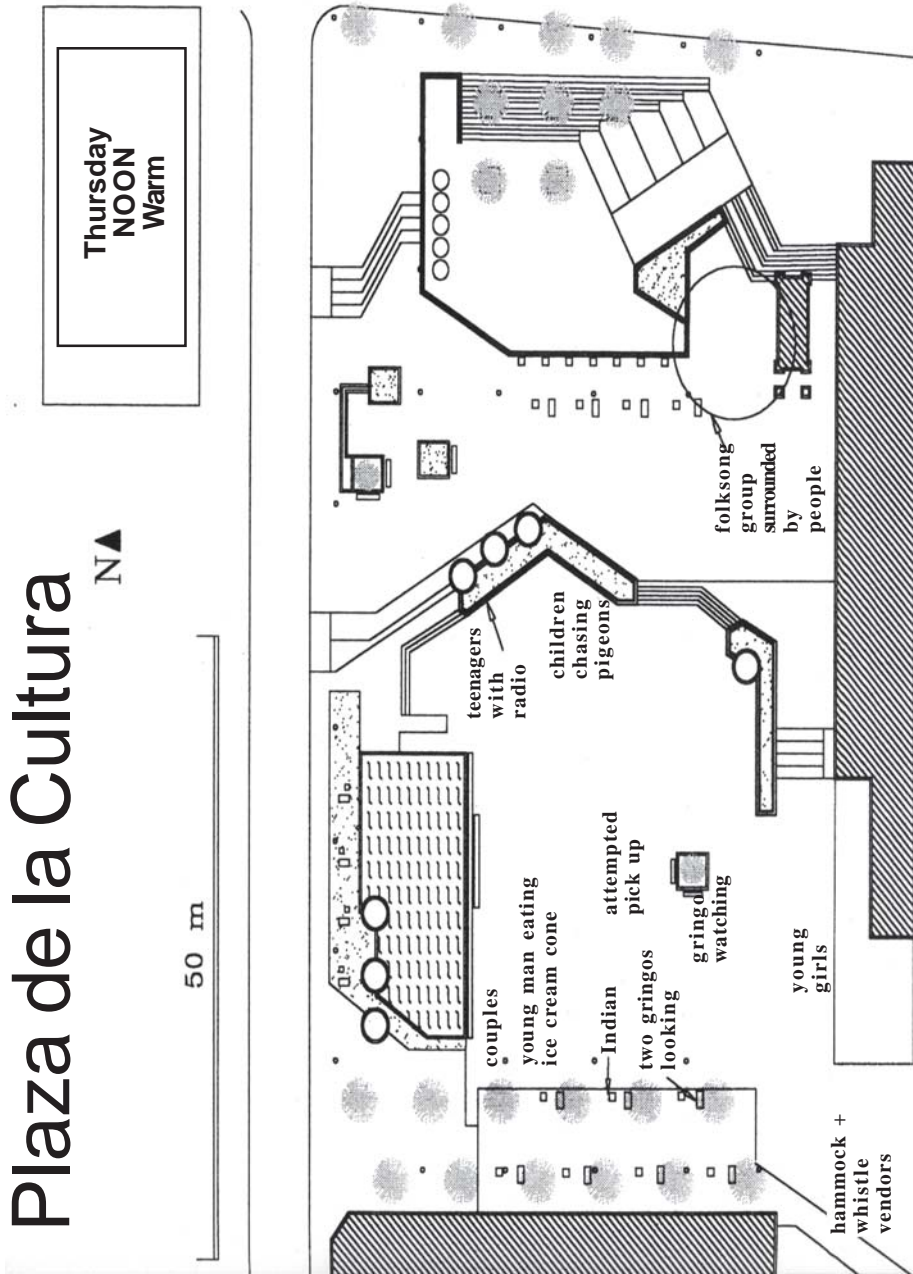 Plaza de la Cultura
N
Thursday
NOON
Warm
50 m
teenagers
with
radio
children
chasing
pigeons
folksong
group
surrounded
by
people
couples
young man eating
ice cream cone
attempted
pick up
Indian
two gringos
looking
gringo
watching
young
girls
hammock +
whistle
vendors